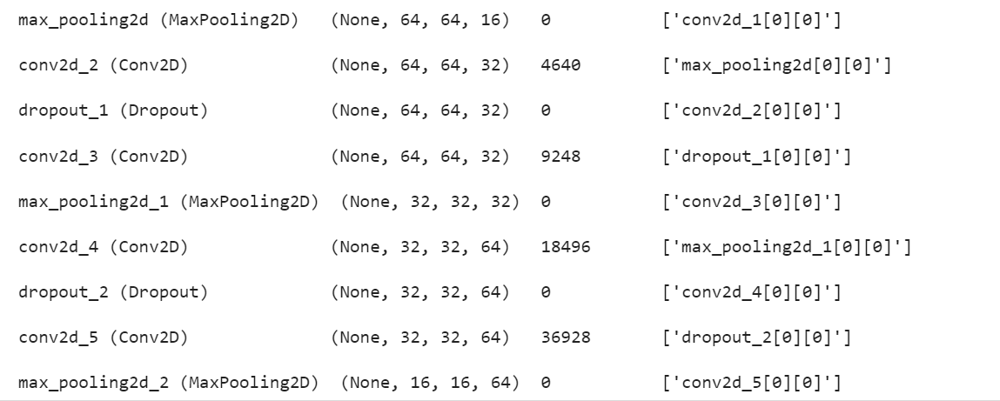 max_pooling2d (MaxPooling2D) (None, 64, 64, 16) 0 ['conv2d_1[0][0]']
conv2d_2 (Conv2D) (None, 64, 64, 32) 4640 ['max_pooling2d[0][0]']
dropout_1 (Dropout) (None, 64, 64, 32) 0 ['conv2d_2[0][0]']
conv2d_3 (Conv2D) (None, 64, 64, 32) 9248 ['dropout_1[0][0]']
max_pooling2d_1 (MaxPooling2D) (None, 32, 32, 32) 0 ['conv2d_3[0][0]']
conv2d_4 (Conv2D) (None, 32, 32, 64) 18496 ['max_pooling2d_1[0][0]']
dropout_2 (Dropout) (None, 32, 32, 64) 0 ['conv2d_4[0][0]']
conv2d_5 (Conv2D) (None, 32, 32, 64) 36928 ['dropout_2[0][0]']
max_pooling2d_2 (MaxPooling2D) (None, 16, 16, 64) 0 ['conv2d_5[0][0]']